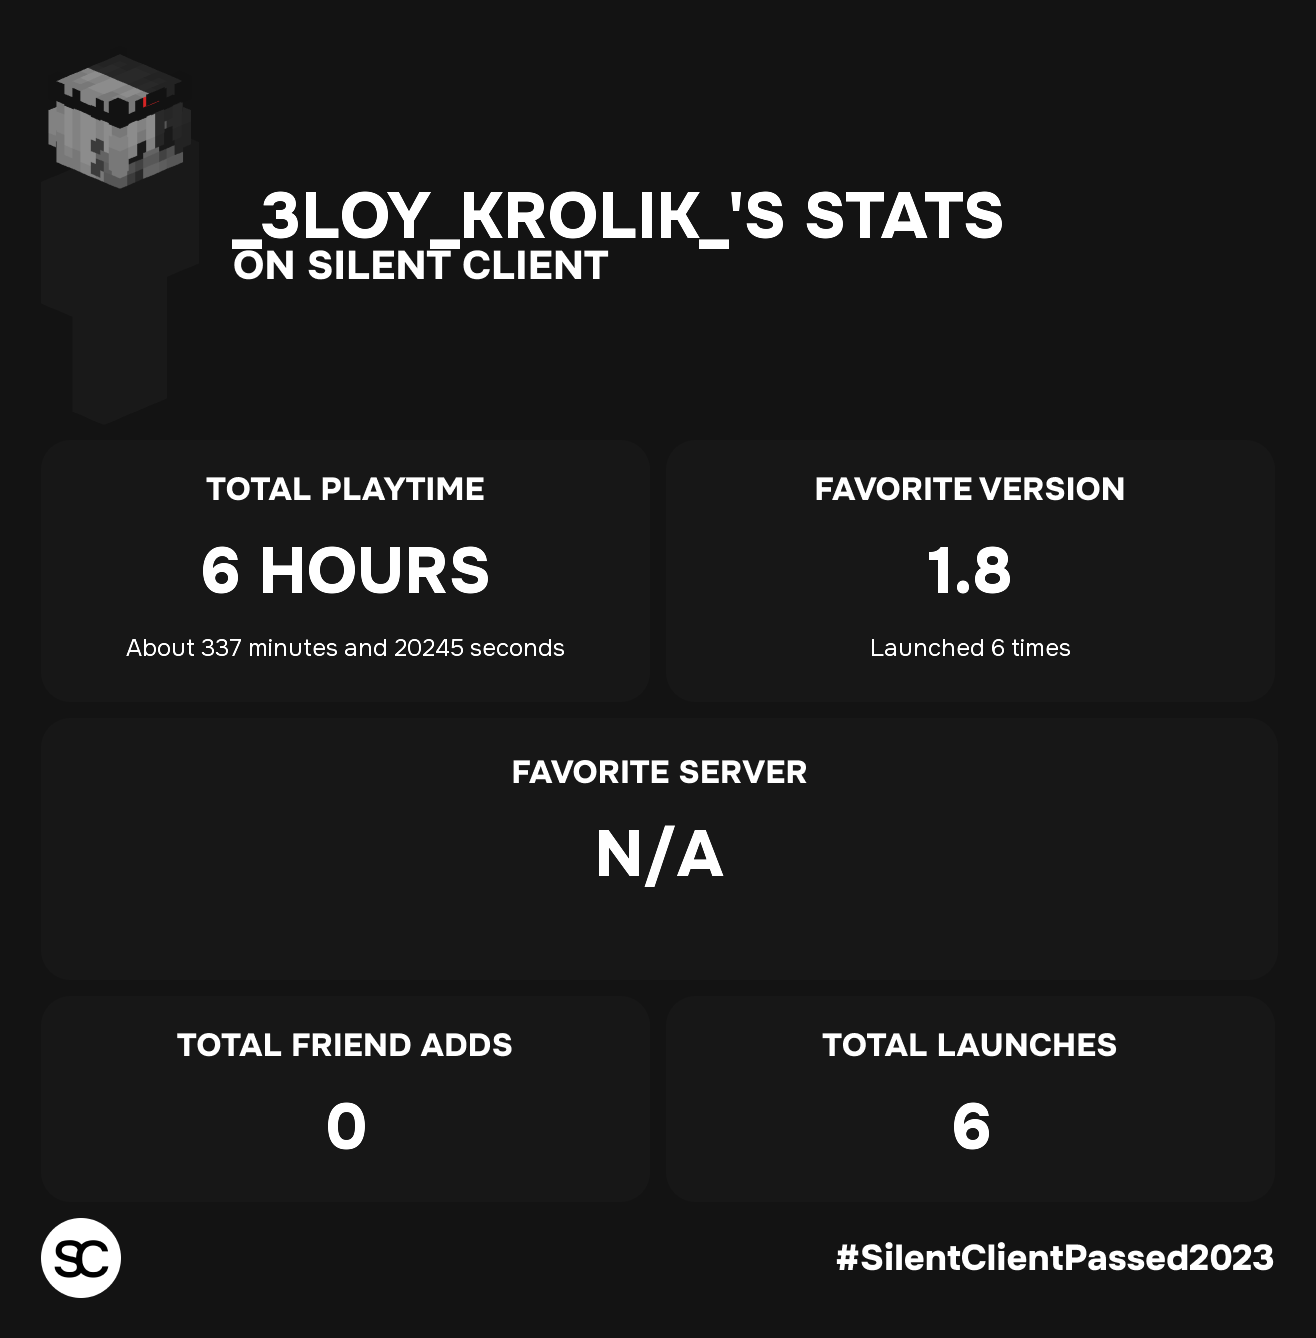 _3LOY_KROLIK_'S STATS
ON SILENT CLIENT
TOTAL PLAYTIME
6 HOURS
About 337 minutes and 20245 seconds
FAVORITE VERSION
1.8
Launched 6 times
FAVORITE SERVER
N/A
TOTAL FRIEND ADDS
0
TOTAL LAUNCHES
6
SC
#SilentClientPassed2023